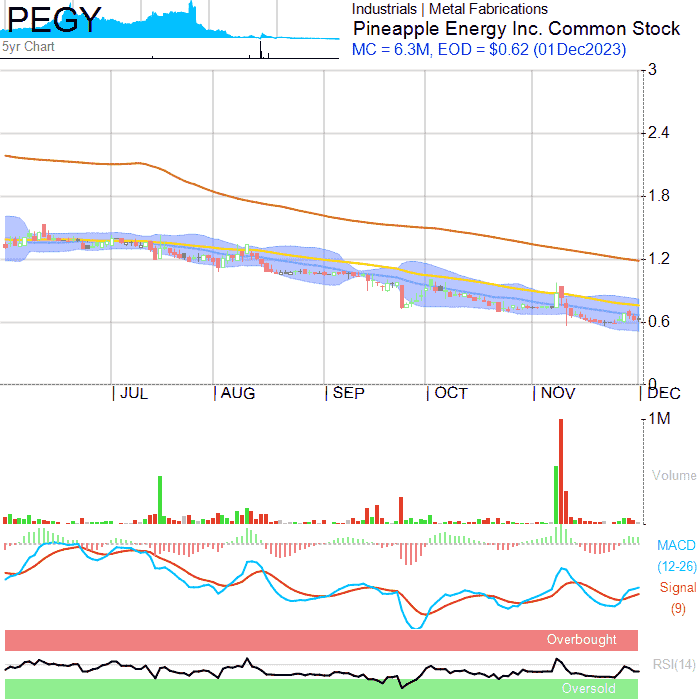 PEGY
5yr Chart
Industrials | Metal Fabrications
Pineapple Energy Inc. Common Stock
MC = 6.3M, EOD = $0.62 (01Dec2023)
3
2.4
1.8
1.2
0.6
0
JUL AUG SEP OCT NOV DEC
1M
Volume
MACD
(12-26)
Signal
(9)
Overbought
RSI(14)
Oversold